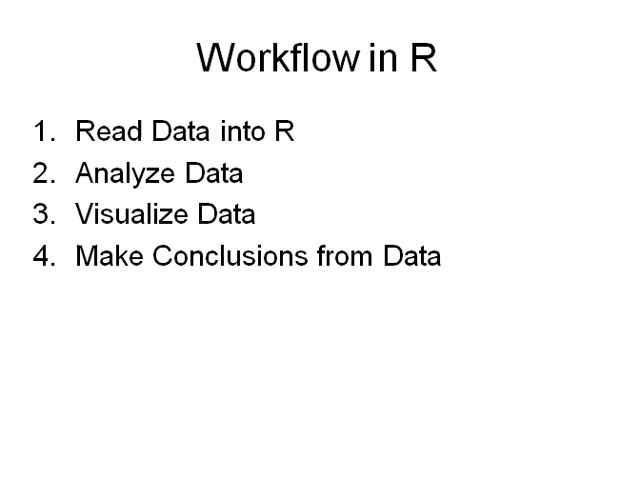 Workflow in R
1. Read Data into R
2. Analyze Data
3. Visualize Data
4. Make Conclusions from Data